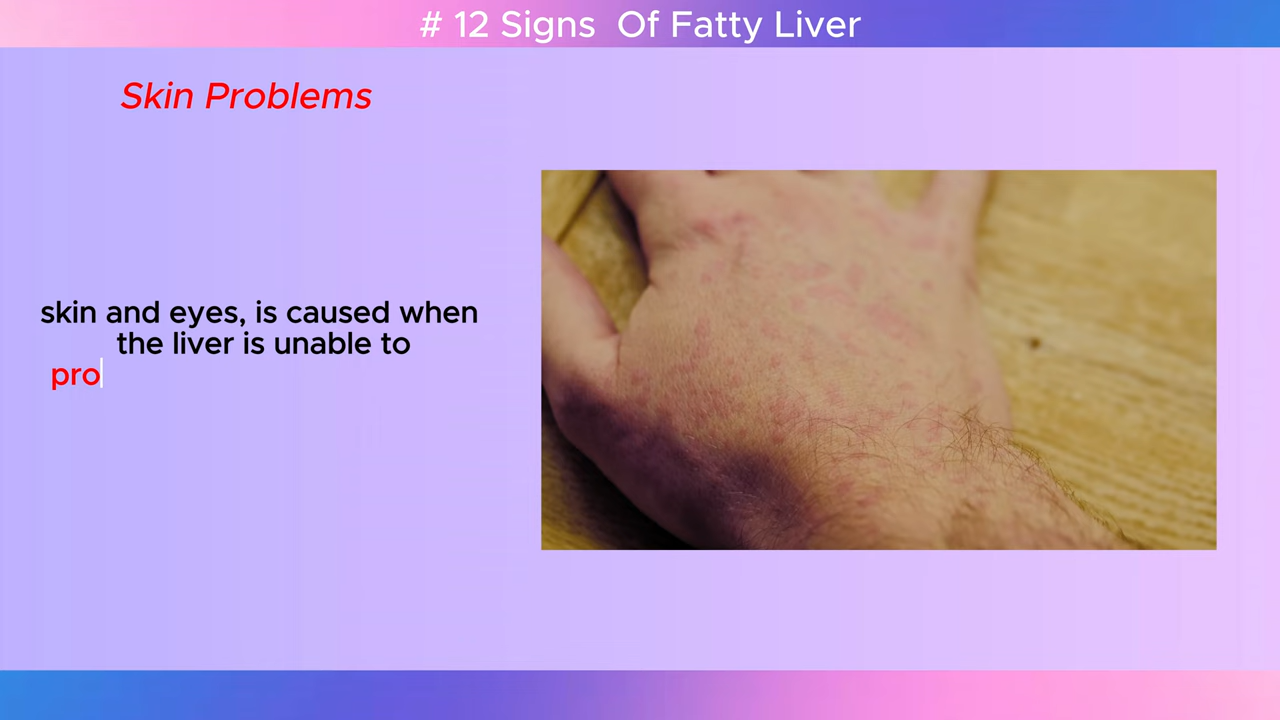 # 12 Signs Of Fatty Liver
Skin Problems
skin and eyes, is caused when
the liver is unable to
pro